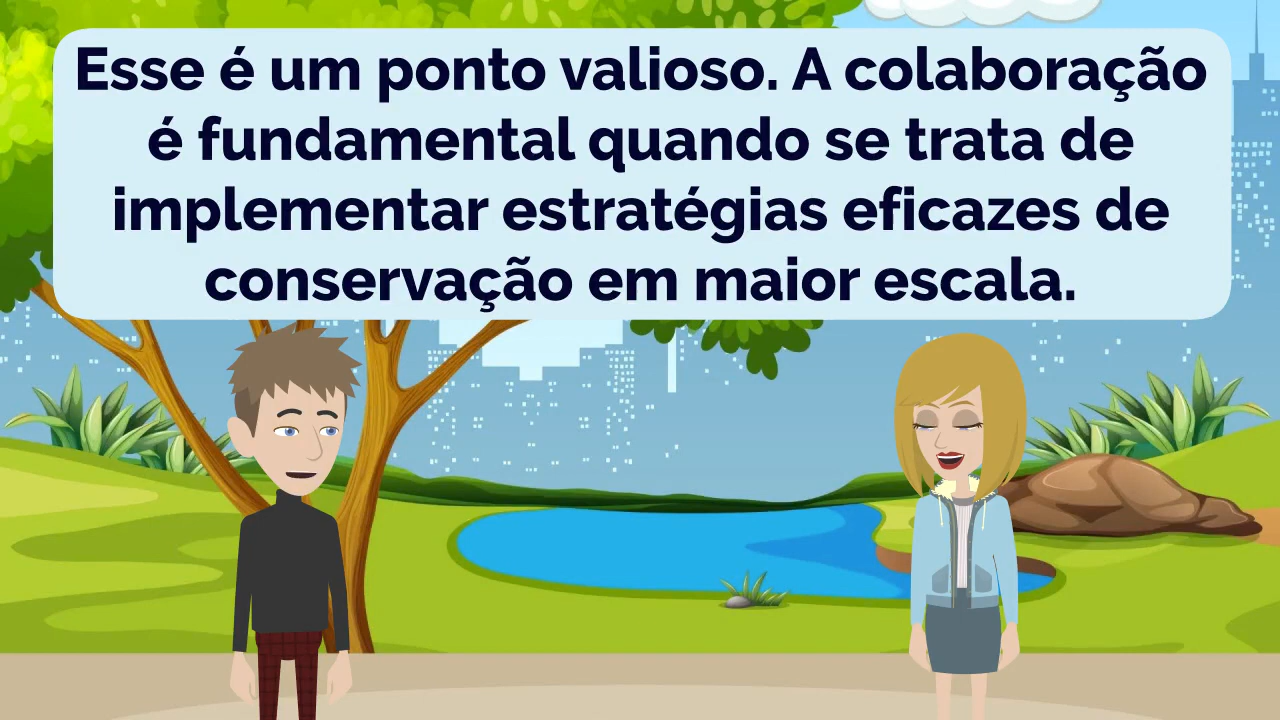 Esse é um ponto valioso. A colaboração
é fundamental quando se trata de
implementar estratégias eficazes de
conservação em maior escala.